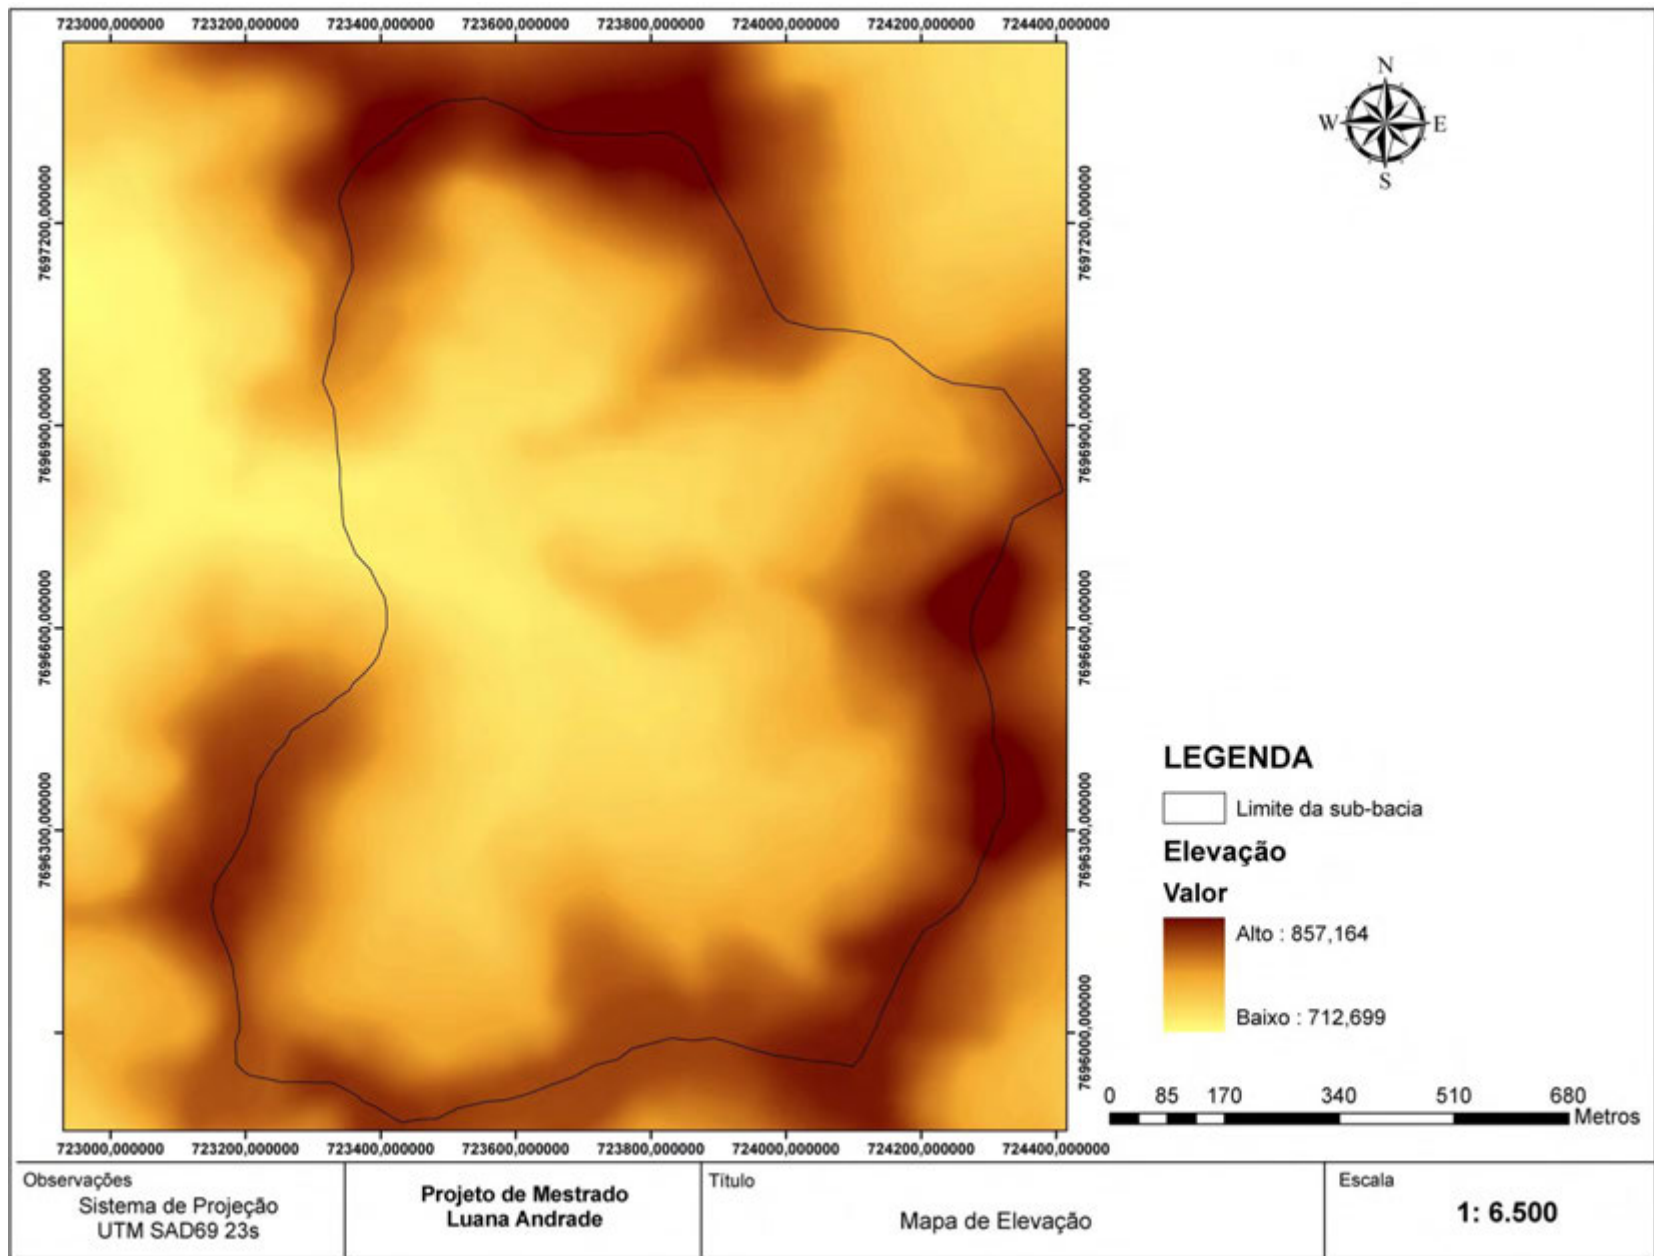 723000,000000 723200,000000 723400,000000 723600,000000 723800,000000 724000,000000 724200,000000 724400,000000
N
W E
S
7697200,000000
7696900,000000
7696600,000000
7696300,000000
7696000,000000
7697200,000000
7696900,000000
7696600,000000
7696300,000000
7696000,000000
LEGENDA
Limite da sub-bacia
Elevação
Valor
Alto : 857,164
Baixo : 712,699
0 85 170 340 510 680
Metros
723000,000000 723200,000000 723400,000000 723600,000000 723800,000000 724000,000000 724200,000000 724400,000000
Observações
Sistema de Projeção
UTM SAD69 23s
Projeto de Mestrado
Luana Andrade
Título
Mapa de Elevação
Escala
1: 6.500